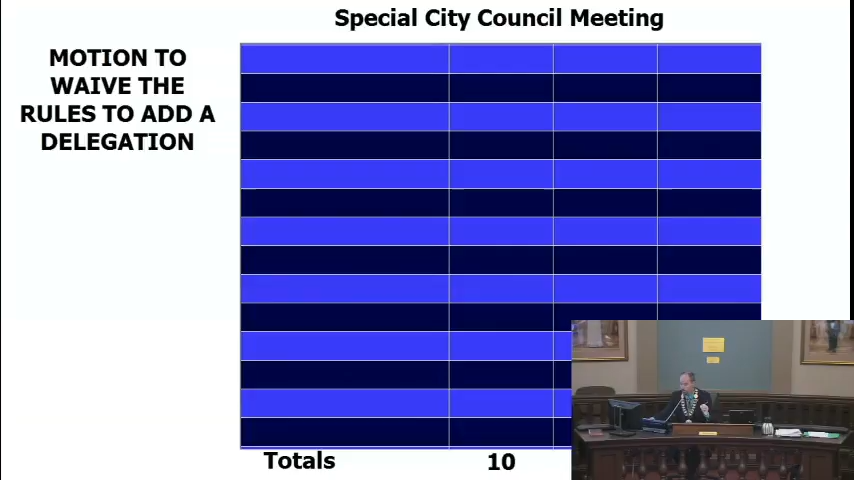 Special City Council Meeting
MOTION TO
WAIVE THE
RULES TO ADD A
DELEGATION
Totals 10